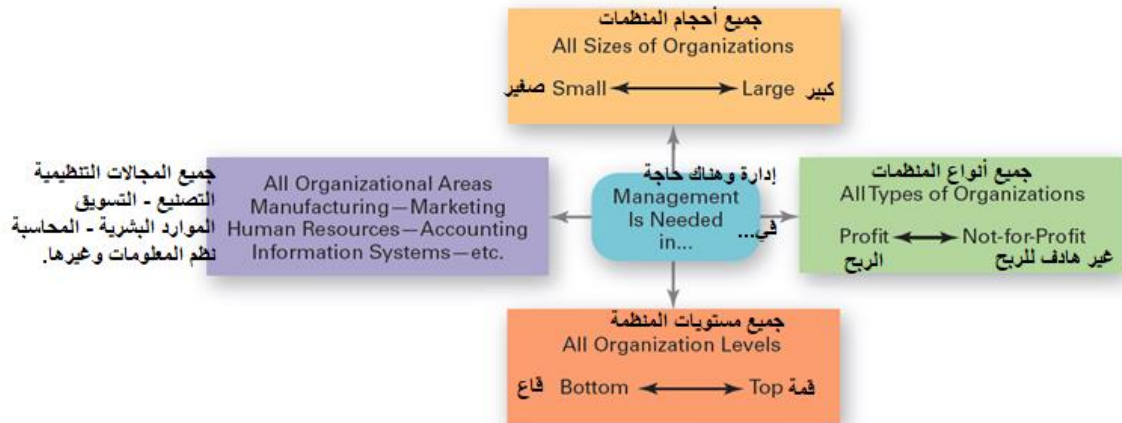 جميع أحجام المنظمات
All Sizes of Organizations
صغير Small Large كبير
جميع المجالات التنظيمية
التصنيع - التسويق
الموارد البشرية - المحاسبة
نظم المعلومات وغيرها.
All Organizational Areas
Manufacturing—Marketing
Human Resources—Accounting
Information Systems—etc.
إدارة وهناك حاجة
Management
Is Needed
in...
في...
جميع أنواع المنظمات
All Types of Organizations
Profit Not-for-Profit
الربح غير هادف للربح
جميع مستويات المنظمة
All Organization Levels
قاع Bottom Top قمة